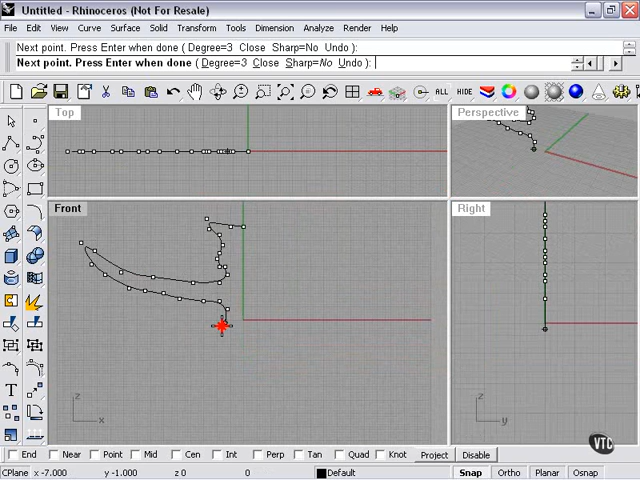 Untitled - Rhinoceros (Not For Resale)
File Edit View Curve Surface Solid Transform Tools Dimension Analyze Render Help
Next point. Press Enter when done ( Degree=3 Close Sharp=No Undo ):
Next point. Press Enter when done ( Degree=3 Close Sharp=No Undo ):
ALL HIDE
Top
Perspective
Front
Right
z
x
z
y
T
VTC
End Near Point Mid Cen Int Perp Tan Quad Knot Project Disable
CPlane x -7.000 y -1.000 z 0 Default Snap Ortho Planar Osnap